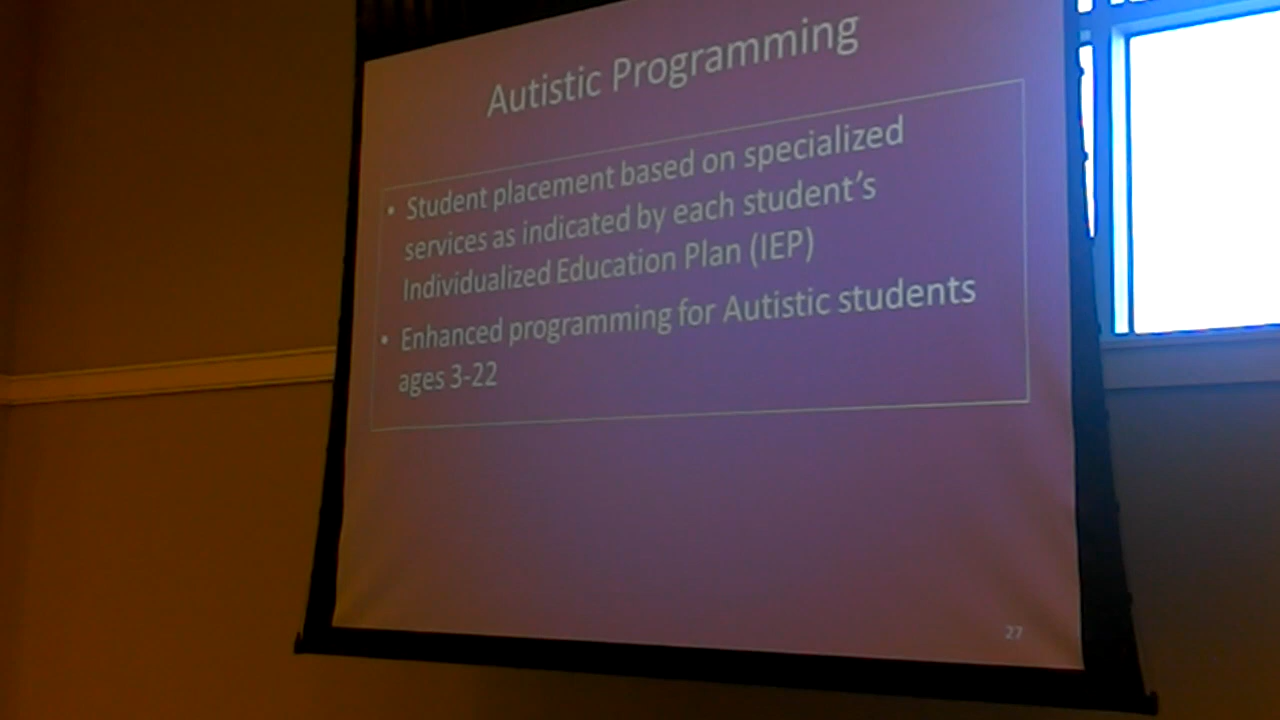 Autistic Programming
• Student placement based on specialized
services as indicated by each student’s
Individualized Education Plan (IEP)
• Enhanced programming for Autistic students
ages 3-22
27